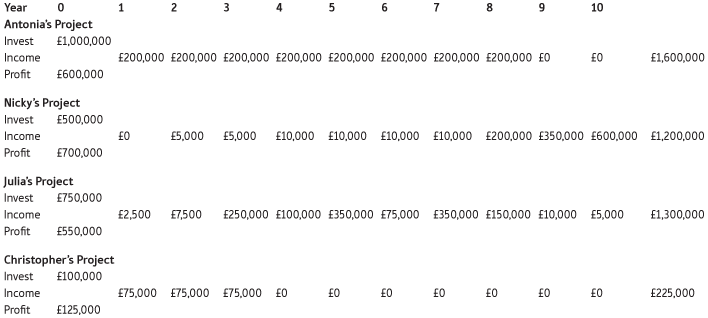 Year 0 1 2 3 4 5 6 7 8 9 10
Antonia's Project
Invest £1,000,000
Income £200,000 £200,000 £200,000 £200,000 £200,000 £200,000 £200,000 £200,000 £0 £0 £1,600,000
Profit £600,000
Nicky's Project
Invest £500,000
Income £0 £5,000 £5,000 £10,000 £10,000 £10,000 £10,000 £200,000 £350,000 £600,000 £1,200,000
Profit £700,000
Julia's Project
Invest £750,000
Income £2,500 £7,500 £250,000 £100,000 £350,000 £75,000 £350,000 £150,000 £10,000 £5,000 £1,300,000
Profit £550,000
Christopher's Project
Invest £100,000
Income £75,000 £75,000 £75,000 £0 £0 £0 £0 £0 £0 £0 £225,000
Profit £125,000